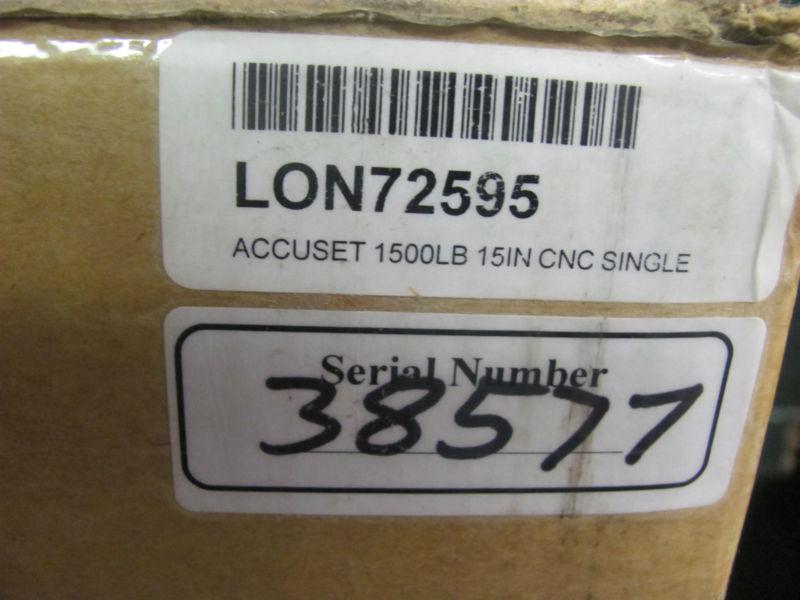 LON72595
ACCUSET 1500LB 15IN CNC SINGLE
Serial Number
38577